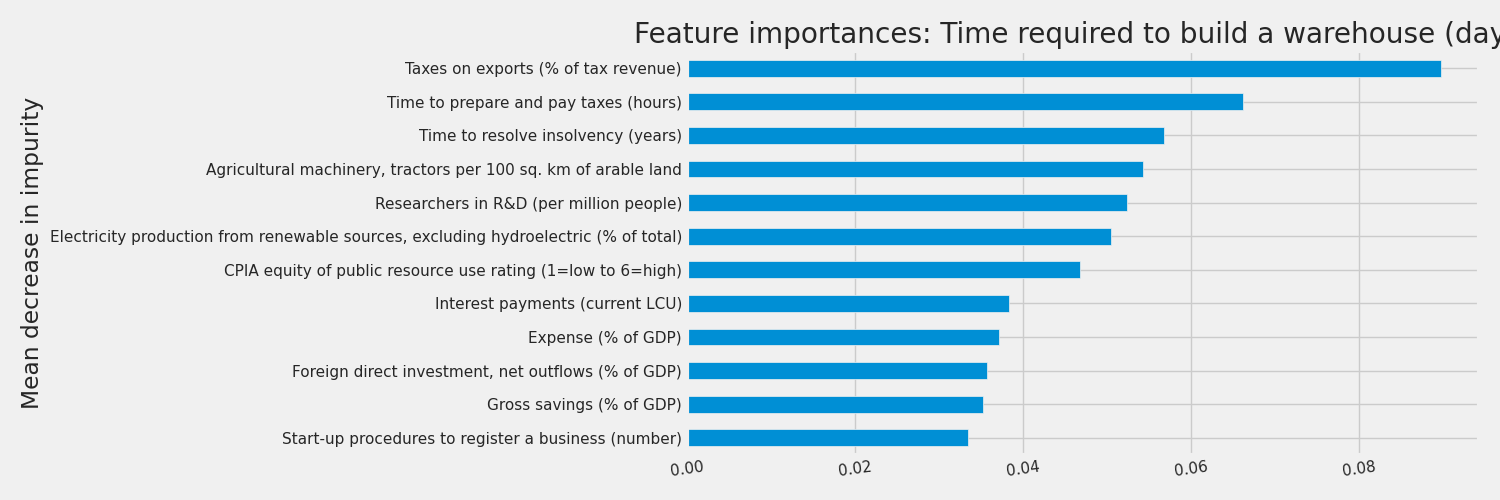 Feature importances: Time required to build a warehouse (day
Mean decrease in impurity
Taxes on exports (% of tax revenue)
Time to prepare and pay taxes (hours)
Time to resolve insolvency (years)
Agricultural machinery, tractors per 100 sq. km of arable land
Researchers in R&D (per million people)
Electricity production from renewable sources, excluding hydroelectric (% of total)
CPIA equity of public resource use rating (1=low to 6=high)
Interest payments (current LCU)
Expense (% of GDP)
Foreign direct investment, net outflows (% of GDP)
Gross savings (% of GDP)
Start-up procedures to register a business (number)
0.00 0.02 0.04 0.06 0.08